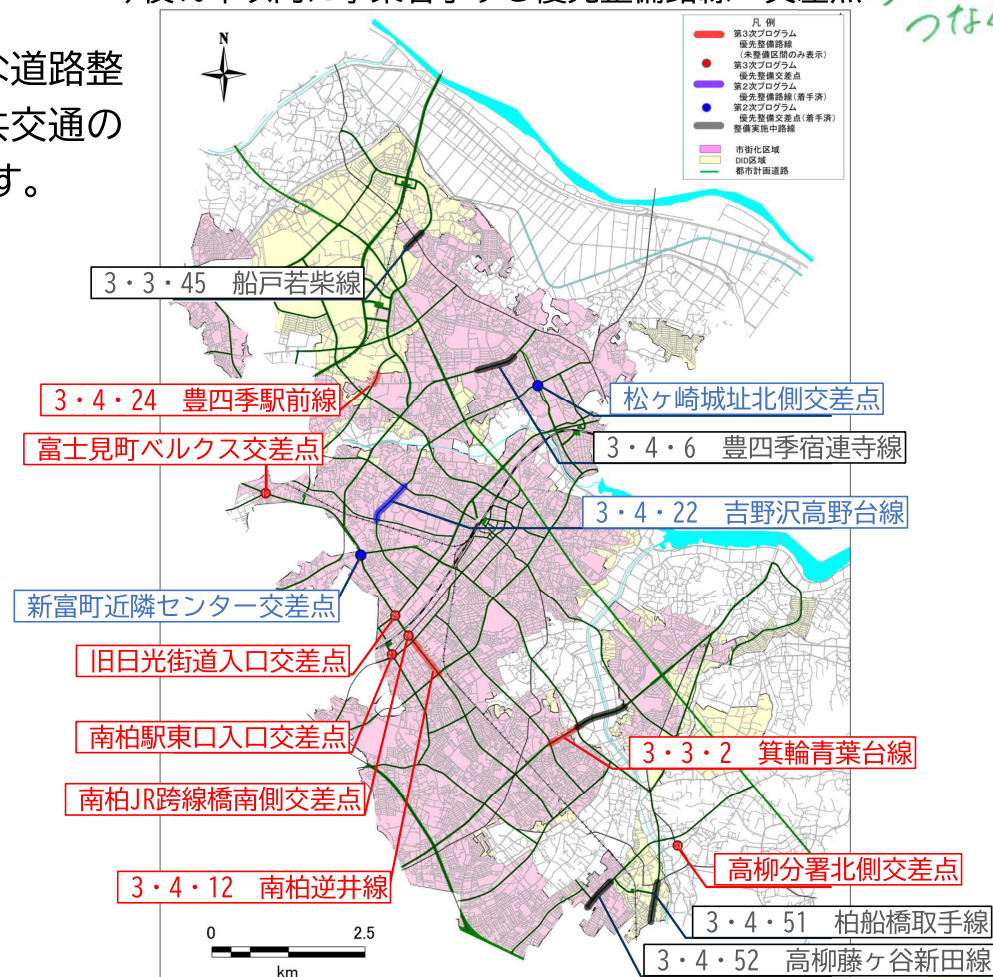 優先整備路線
つな
な道路整
共交通の
す。
N
凡 例
第3次プログラム
優先整備路線
(未整備区間のみ表示)
第3次プログラム
優先整備交差点
第2次プログラム
優先整備路線(着手済)
第2次プログラム
優先整備交差点(着手済)
整備実施中路線
市街化区域
DID区域
都市計画道路
3・3・45 船戸若柴線
3・4・24 豊四季駅前線
松ヶ崎城址北側交差点
富士見町ベルクス交差点
3・4・6 豊四季宿連寺線
3・4・22 吉野沢高野台線
新富町近隣センター交差点
旧日光街道入口交差点
南柏駅東口入口交差点
3・3・2 箕輪青葉台線
南柏JR跨線橋南側交差点
高柳分署北側交差点
3・4・12 南柏逆井線
3・4・51 柏船橋取手線
3・4・52 高柳藤ヶ谷新田線
0 2.5
km